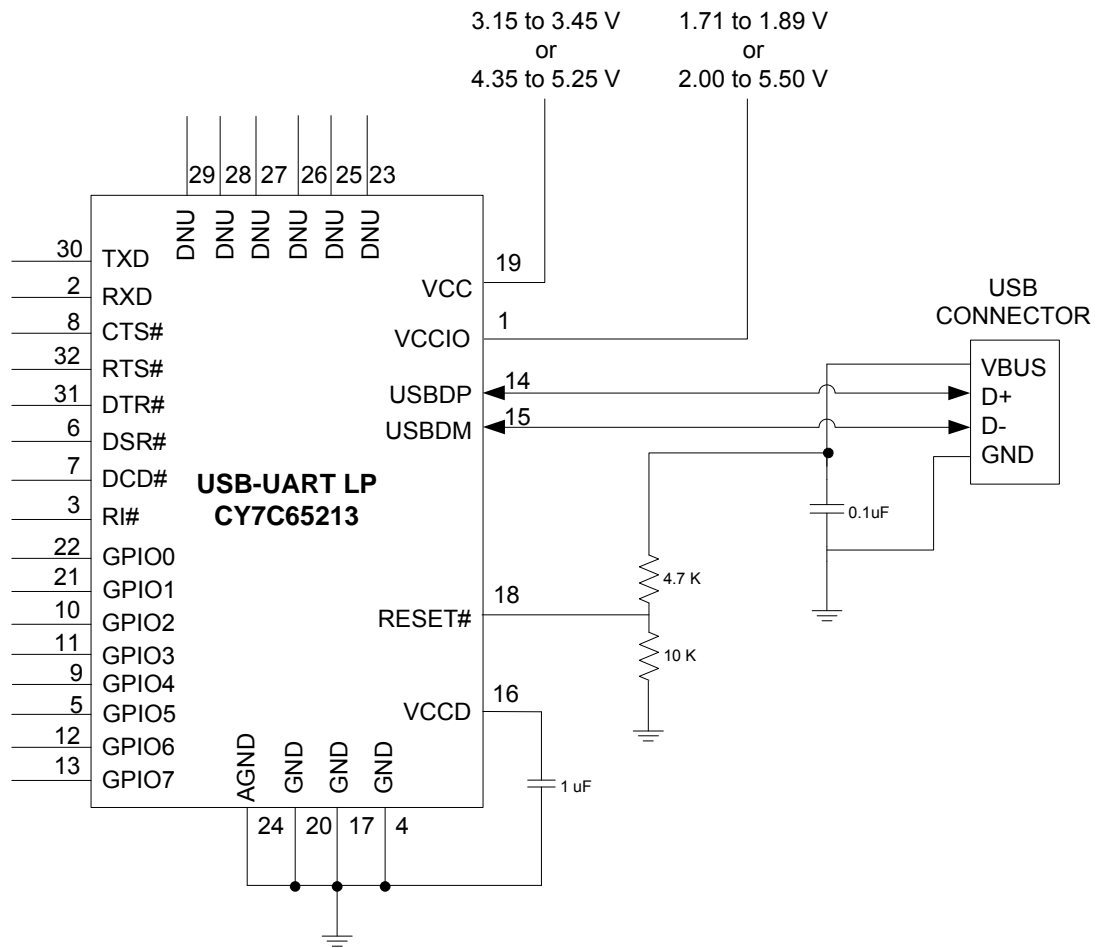 3.15 to 3.45 V
or
4.35 to 5.25 V
1.71 to 1.89 V
or
2.00 to 5.50 V
29
28
27
26
25
23
DNU
DNU
DNU
DNU
DNU
DNU
30 TXD
2 RXD
8 CTS#
32 RTS#
31 DTR#
6 DSR#
7 DCD#
3 RI#
22 GPIO0
21 GPIO1
10 GPIO2
11 GPIO3
9 GPIO4
5 GPIO5
12 GPIO6
13 GPIO7
USB-UART LP
CY7C65213
VCC 19
VCCIO 1
USBDP 14
USBDM 15
RESET# 18
VCCD 16
AGND
GND
GND
GND
24
20
17
4
USB
CONNECTOR
VBUS
D+
D-
GND
0.1uF
4.7 K
10 K
1 uF